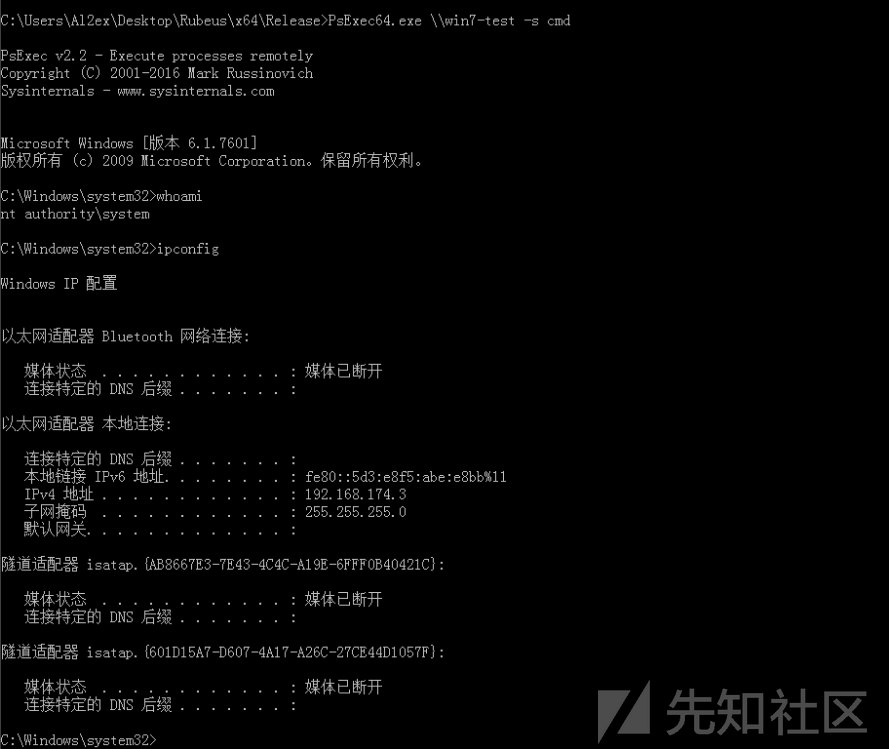 C:\Users\Al2ex\Desktop\Rubeus\x64\Release>PsExec64.exe \\win7-test -s cmd
PsExec v2.2 - Execute processes remotely
Copyright (C) 2001-2016 Mark Russinovich
Sysinternals - www.sysinternals.com
Microsoft Windows [版本 6.1.7601]
版权所有 (c) 2009 Microsoft Corporation。保留所有权利。
C:\Windows\system32>whoami
nt authority\system
C:\Windows\system32>ipconfig
Windows IP 配置
以太网适配器 Bluetooth 网络连接:
媒体状态 . . . . . . . . . . . . : 媒体已断开
连接特定的 DNS 后缀 . . . . . . . :
以太网适配器 本地连接:
连接特定的 DNS 后缀 . . . . . . . :
本地链接 IPv6 地址. . . . . . . . : fe80::5d3:e8f5:abe:e8bb%11
IPv4 地址 . . . . . . . . . . . . : 192.168.174.3
子网掩码 . . . . . . . . . . . . : 255.255.255.0
默认网关. . . . . . . . . . . . . :
隧道适配器 isatap.{AB8667E3-7E43-4C4C-A19E-6FFF0B40421C}:
媒体状态 . . . . . . . . . . . . : 媒体已断开
连接特定的 DNS 后缀 . . . . . . . :
隧道适配器 isatap.{601D15A7-D607-4A17-A26C-27CE44D1057F}:
媒体状态 . . . . . . . . . . . . : 媒体已断开
连接特定的 DNS 后缀 . . . . . . . :
C:\Windows\system32>
先知社区